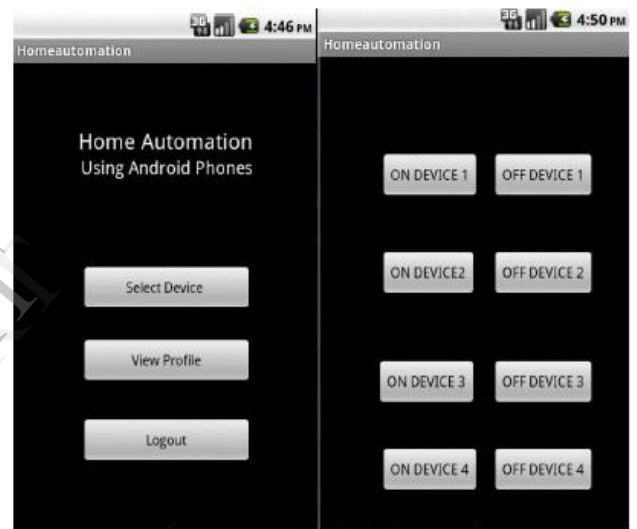 3G 4:46 PM
Homeautomation
Home Automation
Using Android Phones
Select Device
View Profile
Logout
3G 4:50 PM
Homeautomation
ON DEVICE 1 OFF DEVICE 1
ON DEVICE2 OFF DEVICE 2
ON DEVICE 3 OFF DEVICE 3
ON DEVICE 4 OFF DEVICE 4